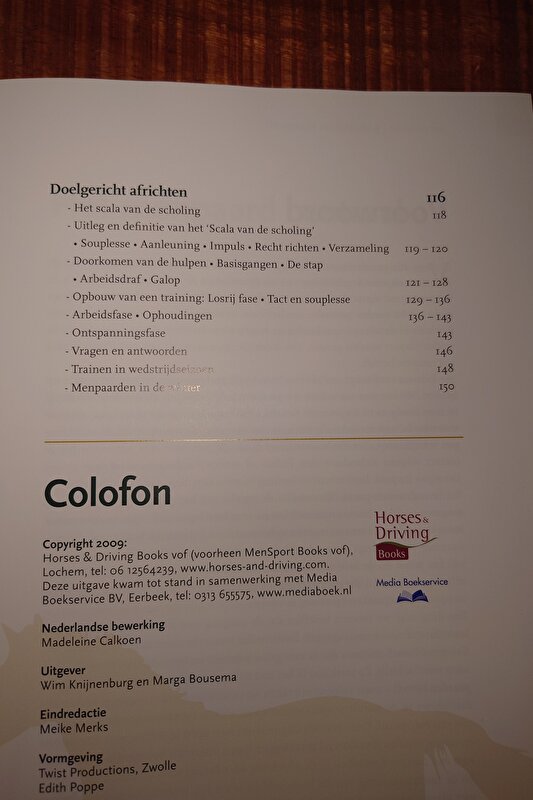 Doelgericht africhten 116
- Het scala van de scholing 118
- Uitleg en definitie van het 'Scala van de scholing'
• Souplesse • Aanleuning • Impuls • Recht richten • Verzameling 119 – 120
- Doorkomen van de hulpen • Basisgangen • De stap
• Arbeidsdraf • Galop 121 – 128
- Opbouw van een training: Losrij fase • Tact en souplesse 129 – 136
- Arbeidsfase • Ophoudingen 136 – 143
- Ontspanningsfase 143
- Vragen en antwoorden 146
- Trainen in wedstrijdseizoen 148
- Menpaarden in de winter 150
Colofon
Copyright 2009:
Horses & Driving Books vof (voorheen MenSport Books vof),
Lochem, tel: 06 12564239, www.horses-and-driving.com.
Deze uitgave kwam tot stand in samenwerking met Media
Boekservice BV, Eerbeek, tel: 0313 655575, www.mediaboek.nl
Horses &
Driving
Books
Media Boekservice
Nederlandse bewerking
Madeleine Calkoen
Uitgever
Wim Knijnenburg en Marga Bousema
Eindredactie
Meike Merks
Vormgeving
Twist Productions, Zwolle
Edith Poppe